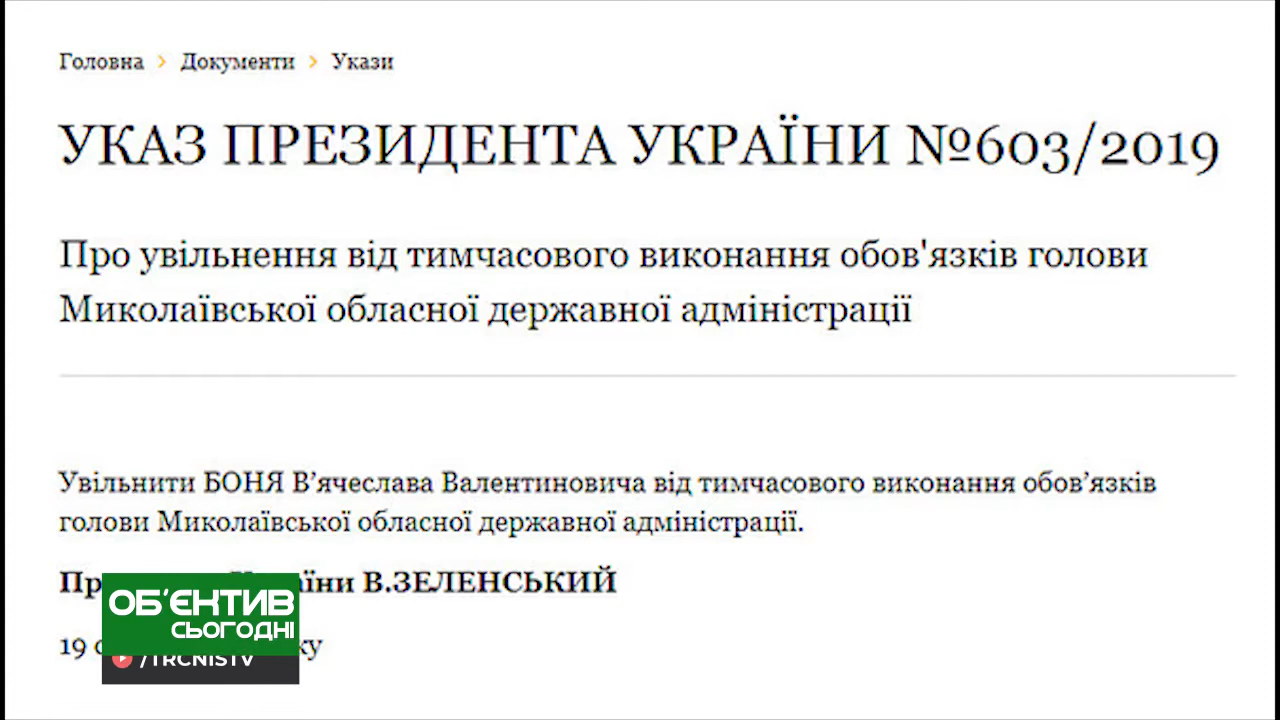 Головна > Документи > Укази
УКАЗ ПРЕЗИДЕНТА УКРАЇНИ №603/2019
Про увільнення від тимчасового виконання обов'язків голови
Миколаївської обласної державної адміністрації
Увільнити БОНЯ В’ячеслава Валентиновича від тимчасового виконання обов’язків
голови Миколаївської обласної державної адміністрації.
В.ЗЕЛЕНСЬКИЙ
ОБ'ЄКТИВ
СЬОГОДНІ
19
/TRCNISTV